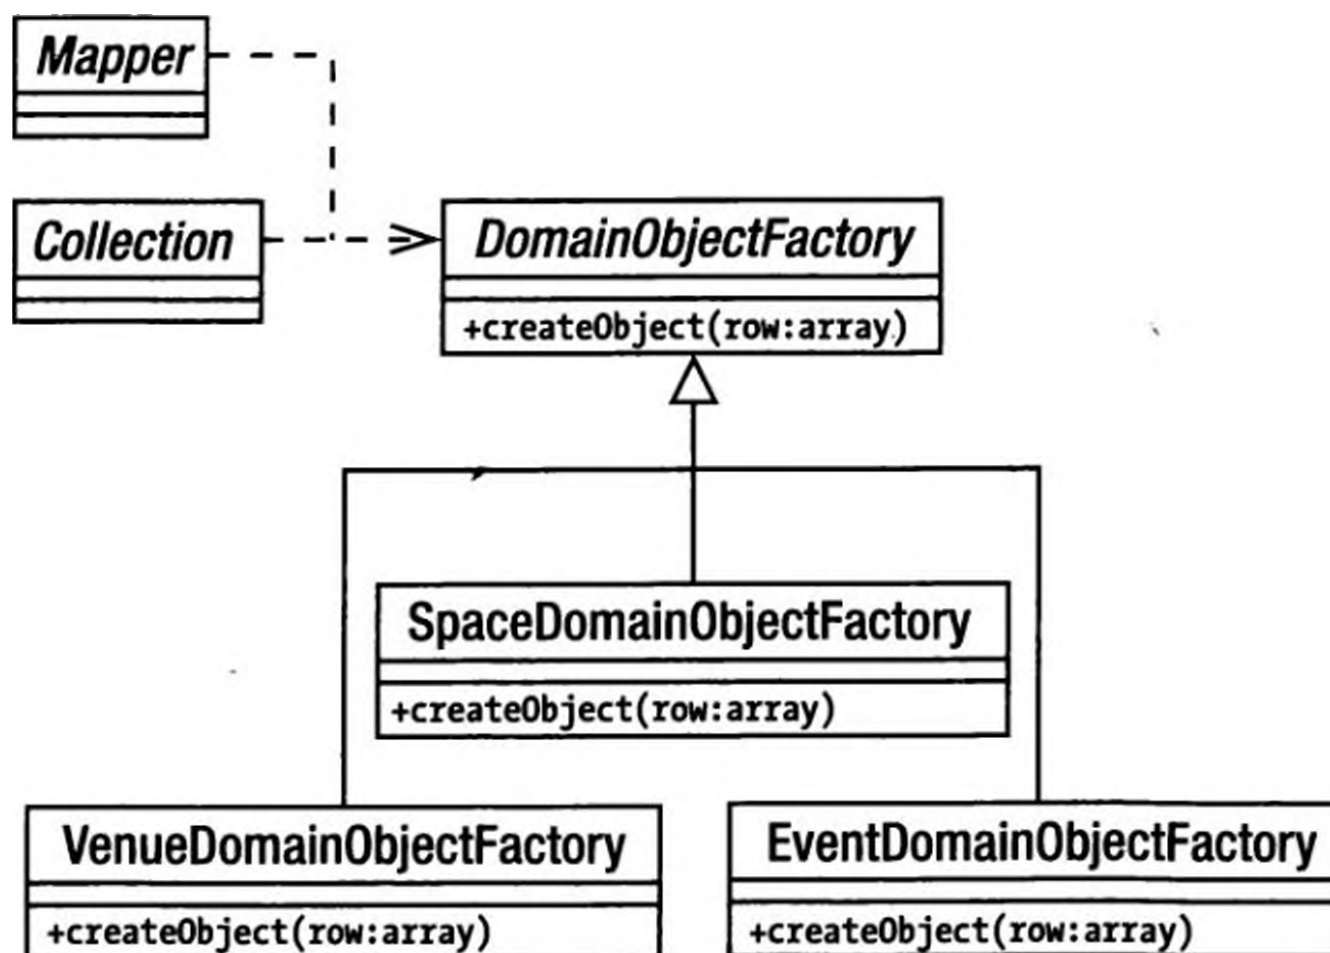 Mapper
Collection
DomainObjectFactory
+createObject(row:array)
SpaceDomainObjectFactory
+createObject(row:array)
VenueDomainObjectFactory
+createObject(row:array)
EventDomainObjectFactory
+createObject(row:array)